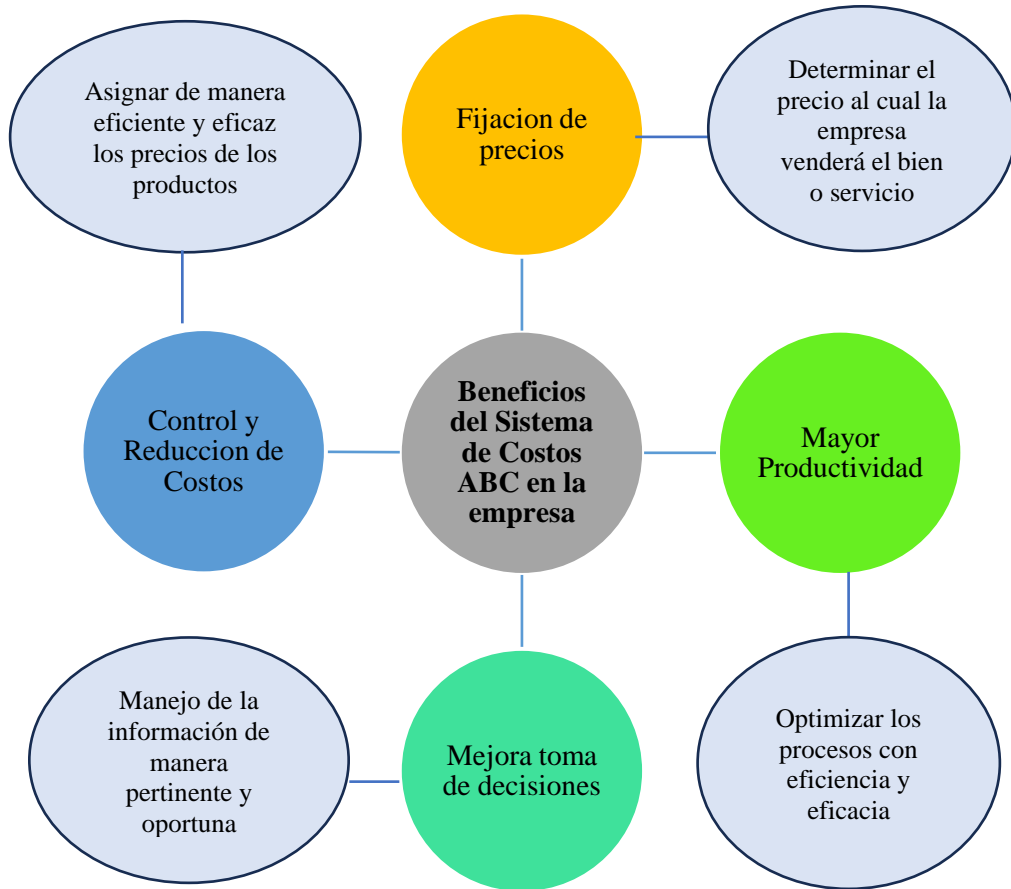 Asignar de manera
eficiente y eficaz
los precios de los
productos
Fijacion de
precios
Determinar el
precio al cual la
empresa
venderá el bien
o servicio
Control y
Reduccion de
Costos
Beneficios
del Sistema
de Costos
ABC en la
empresa
Mayor
Productividad
Manejo de la
información de
manera
pertinente y
oportuna
Mejora toma
de decisiones
Optimizar los
procesos con
eficiencia y
eficacia